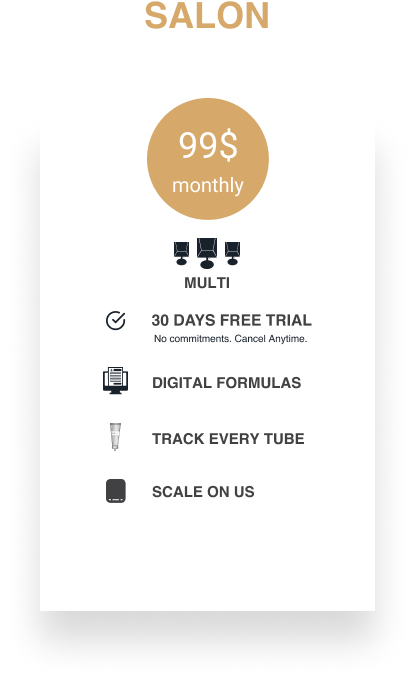 SALON
99$
monthly
MULTI
30 DAYS FREE TRIAL
No commitments. Cancel Anytime.
DIGITAL FORMULAS
TRACK EVERY TUBE
SCALE ON US